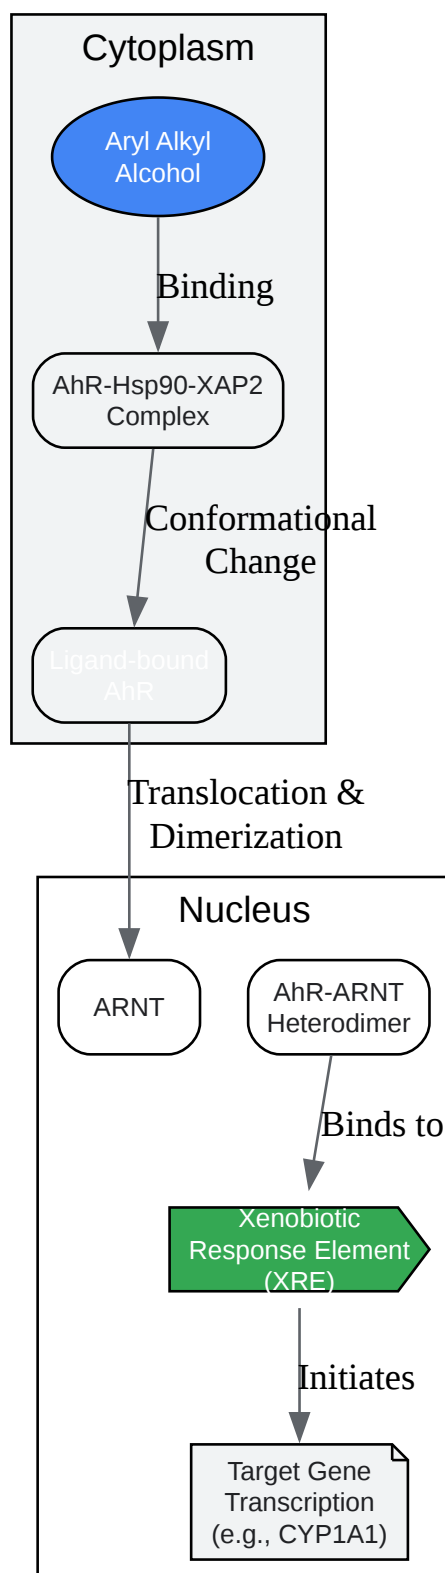 Cytoplasm
Aryl Alkyl
Alcohol
Binding
AhR-Hsp90-XAP2
Complex
Conformational
Change
Ligand-bound
AhR
Translocation &
Dimerization
Nucleus
ARNT
AhR-ARNT
Heterodimer
Binds to
Xenobiotic
Response Element
(XRE)
Initiates
Target Gene
Transcription
(e.g., CYP1A1)